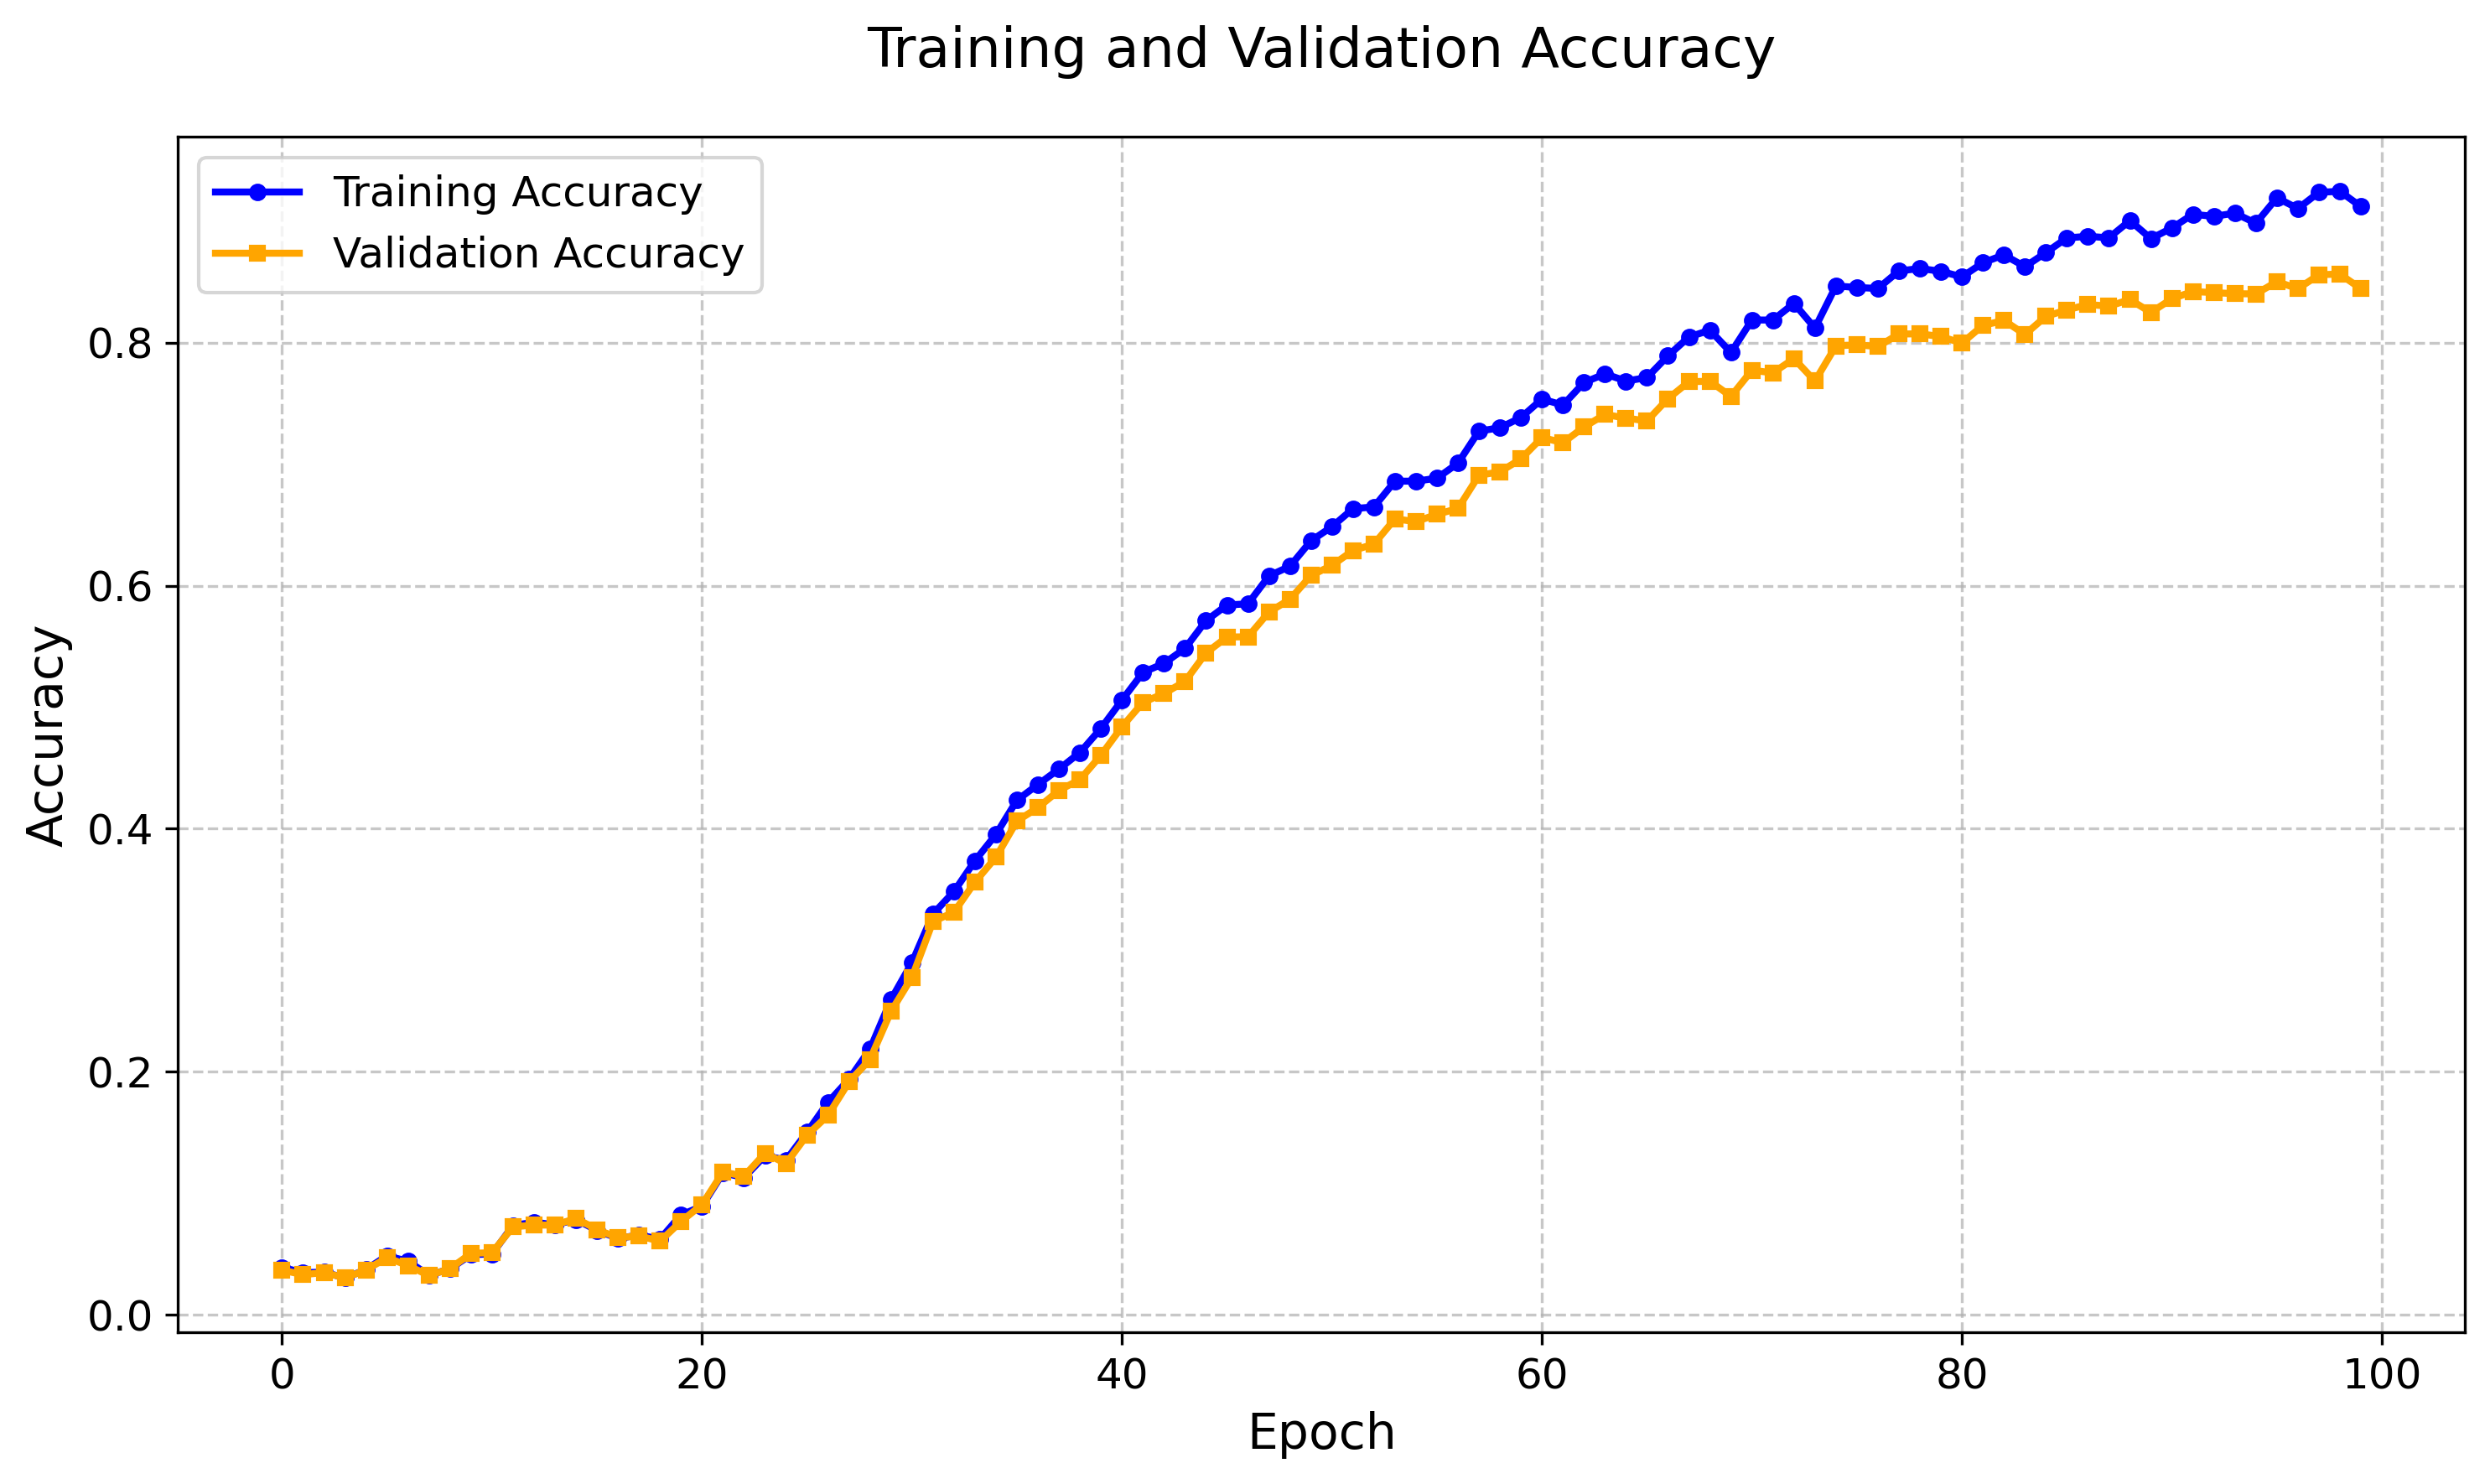 Training and Validation Accuracy
Training Accuracy
Validation Accuracy
0.8
0.6
0.4
0.2
0.0
Accuracy
0 20 40 60 80 100
Epoch